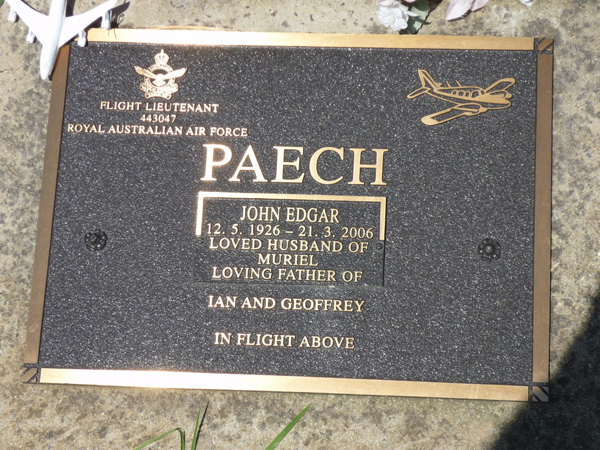 FLIGHT LIEUTENANT
443047
ROYAL AUSTRALIAN AIR FORCE
PAECH
JOHN EDGAR
12. 5. 1926 – 21. 3. 2006
LOVED HUSBAND OF
MURIEL
LOVING FATHER OF
IAN AND GEOFFREY
IN FLIGHT ABOVE